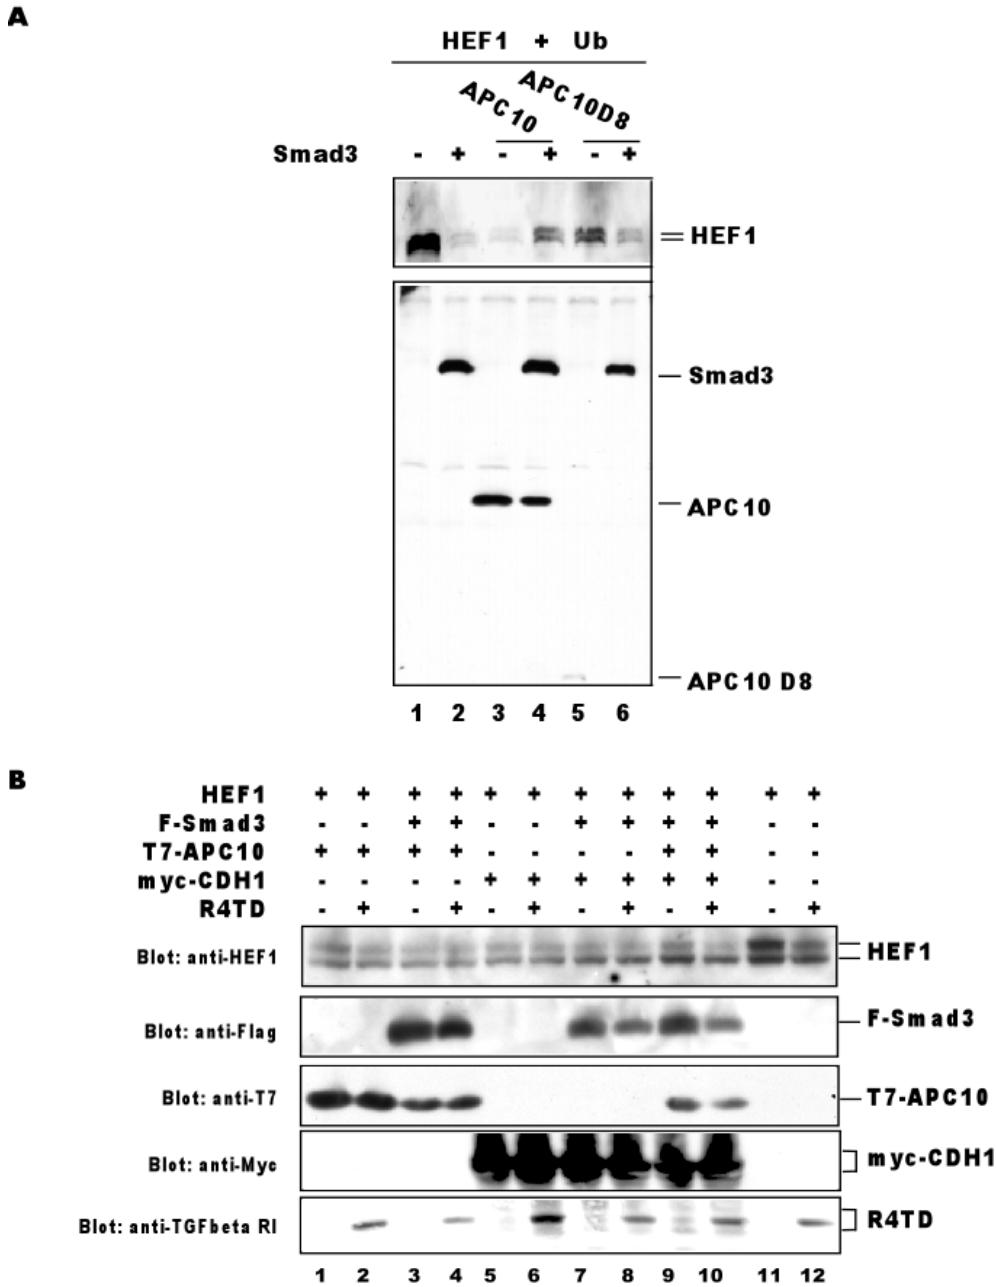 A
HEF1 + Ub
APC10 APC10D8
Smad3 - + - + - +
HEF1
Smad3
APC10
APC10 D8
1 2 3 4 5 6
B
HEF1 + + + + + + + + + + + +
F-Smad3 - - + + - - + + + + - -
T7-APC10 + + + + - - - - + + - -
myc-CDH1 - - - - + + + + + + - -
R4TD - + - + - + - + - + - +
Blot: anti-HEF1 HEF1
Blot: anti-Flag F-Smad3
Blot: anti-T7 T7-APC10
Blot: anti-Myc myc-CDH1
Blot: anti-TGFbeta RI R4TD
1 2 3 4 5 6 7 8 9 10 11 12